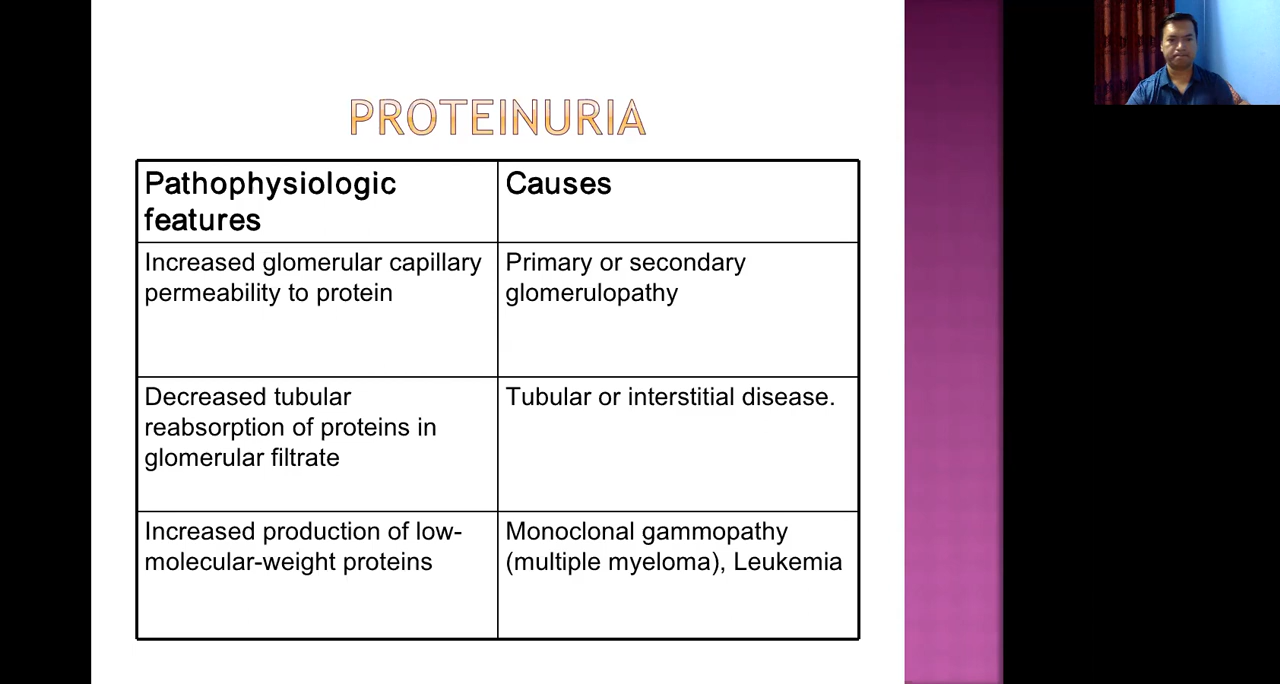 PROTEINURIA
Pathophysiologic
features
Causes
Increased glomerular capillary
permeability to protein
Primary or secondary
glomerulopathy
Decreased tubular
reabsorption of proteins in
glomerular filtrate
Tubular or interstitial disease.
Increased production of low-
molecular-weight proteins
Monoclonal gammopathy
(multiple myeloma), Leukemia